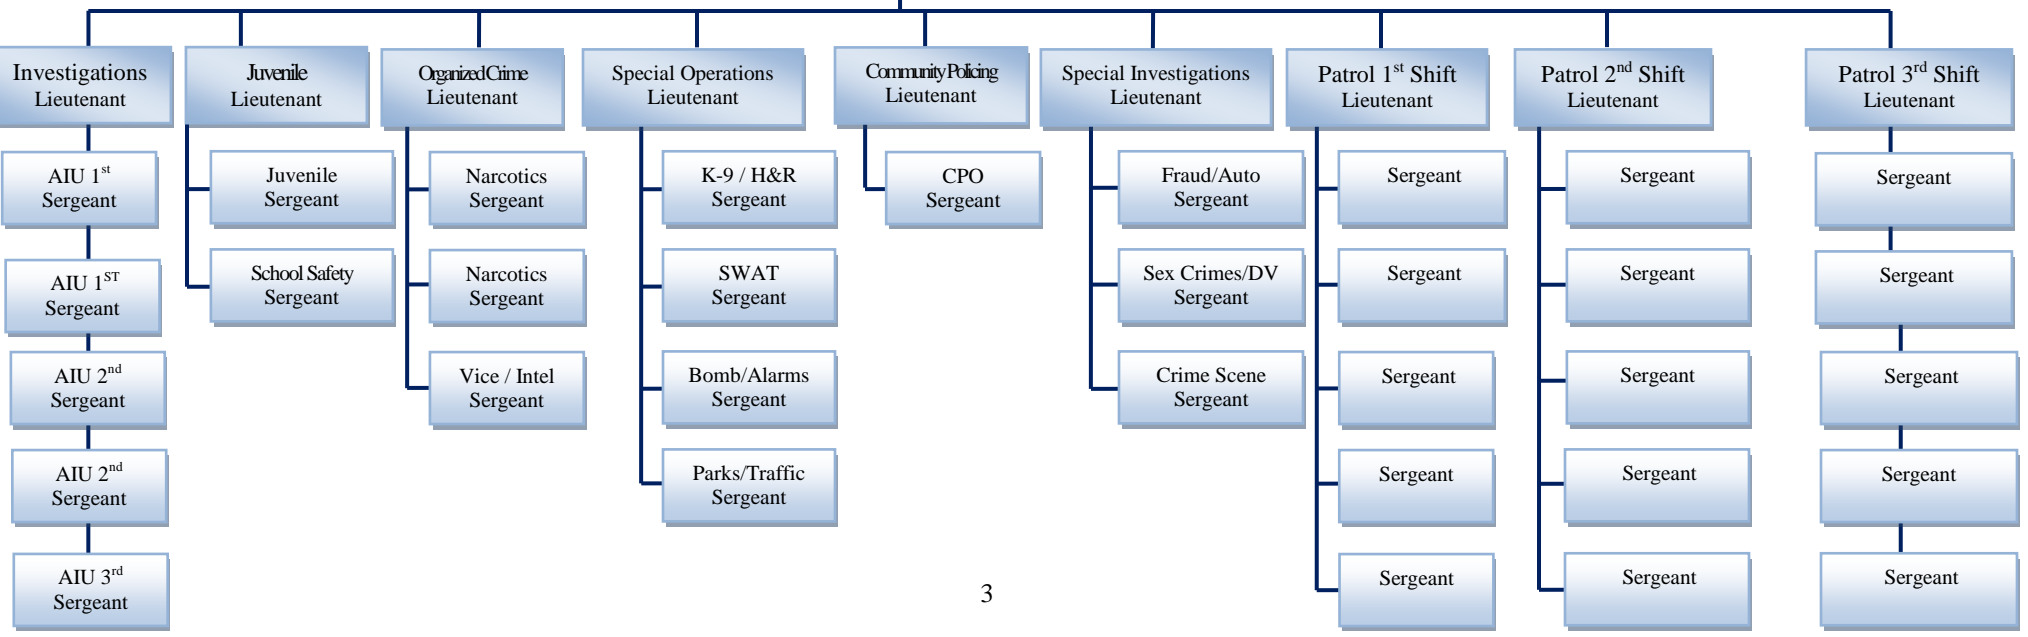 Investigations
Lieutenant
Juvenile
Lieutenant
Organized Crime
Lieutenant
Special Operations
Lieutenant
Community Policing
Lieutenant
Special Investigations
Lieutenant
Patrol 1st Shift
Lieutenant
Patrol 2nd Shift
Lieutenant
Patrol 3rd Shift
Lieutenant
AIU 1st
Sergeant
Juvenile
Sergeant
Narcotics
Sergeant
K-9 / H&R
Sergeant
CPO
Sergeant
Fraud/Auto
Sergeant
Sergeant
Sergeant
Sergeant
AIU 1ST
Sergeant
School Safety
Sergeant
Narcotics
Sergeant
SWAT
Sergeant
Sex Crimes/DV
Sergeant
Sergeant
Sergeant
Sergeant
AIU 2nd
Sergeant
Vice / Intel
Sergeant
Bomb/Alarms
Sergeant
Crime Scene
Sergeant
Sergeant
Sergeant
Sergeant
AIU 2nd
Sergeant
Parks/Traffic
Sergeant
Sergeant
Sergeant
Sergeant
AIU 3rd
Sergeant
Sergeant
Sergeant
Sergeant
3